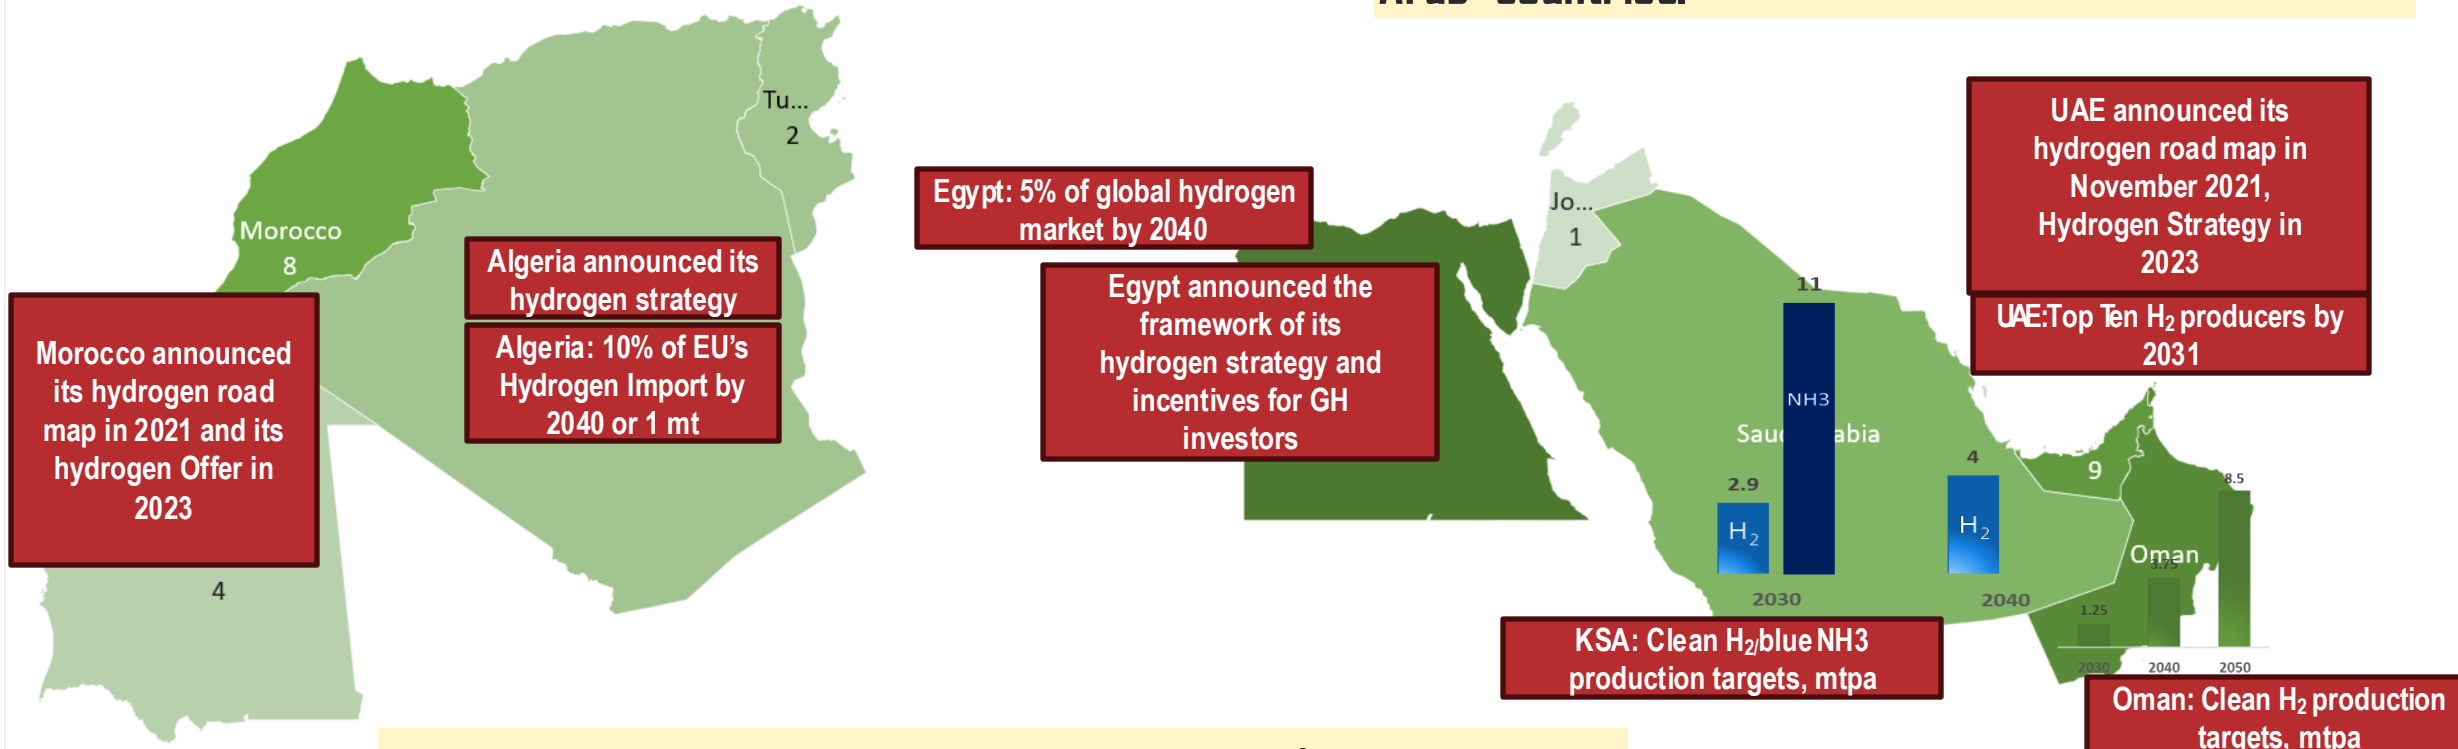 Arab countries.
Tu...
2
Morocco
8
Algeria announced its
hydrogen strategy
Algeria: 10% of EU's
Hydrogen Import by
2040 or 1 mt
Morocco announced
its hydrogen road
map in 2021 and its
hydrogen Offer in
2023
4
Egypt: 5% of global hydrogen
market by 2040
Egypt announced the
framework of its
hydrogen strategy and
incentives for GH
investors
Jo...
1
UAE announced its
hydrogen road map in
November 2021,
Hydrogen Strategy in
2023
UAE:Top Ten H₂ producers by
2031
11
NH3
Saud abia
2.9
H₂
4
H₂
2030
2040
KSA: Clean H₂/blue NH3
production targets, mtpa
9
Oman
8.5
3.75
1.25
2030
2040
2050
Oman: Clean H₂ production
targets, mtpa